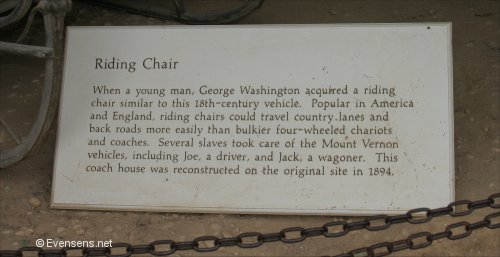 Riding Chair
When a young man, George Washington acquired a riding
chair similar to this 18th-century vehicle. Popular in America
and England, riding chairs could travel country lanes and
back roads more easily than bulkier four-wheeled chariots
and coaches. Several slaves took care of the Mount Vernon
vehicles, including Joe, a driver, and Jack, a wagoner. This
coach house was reconstructed on the original site in 1894.
© Evensens.net